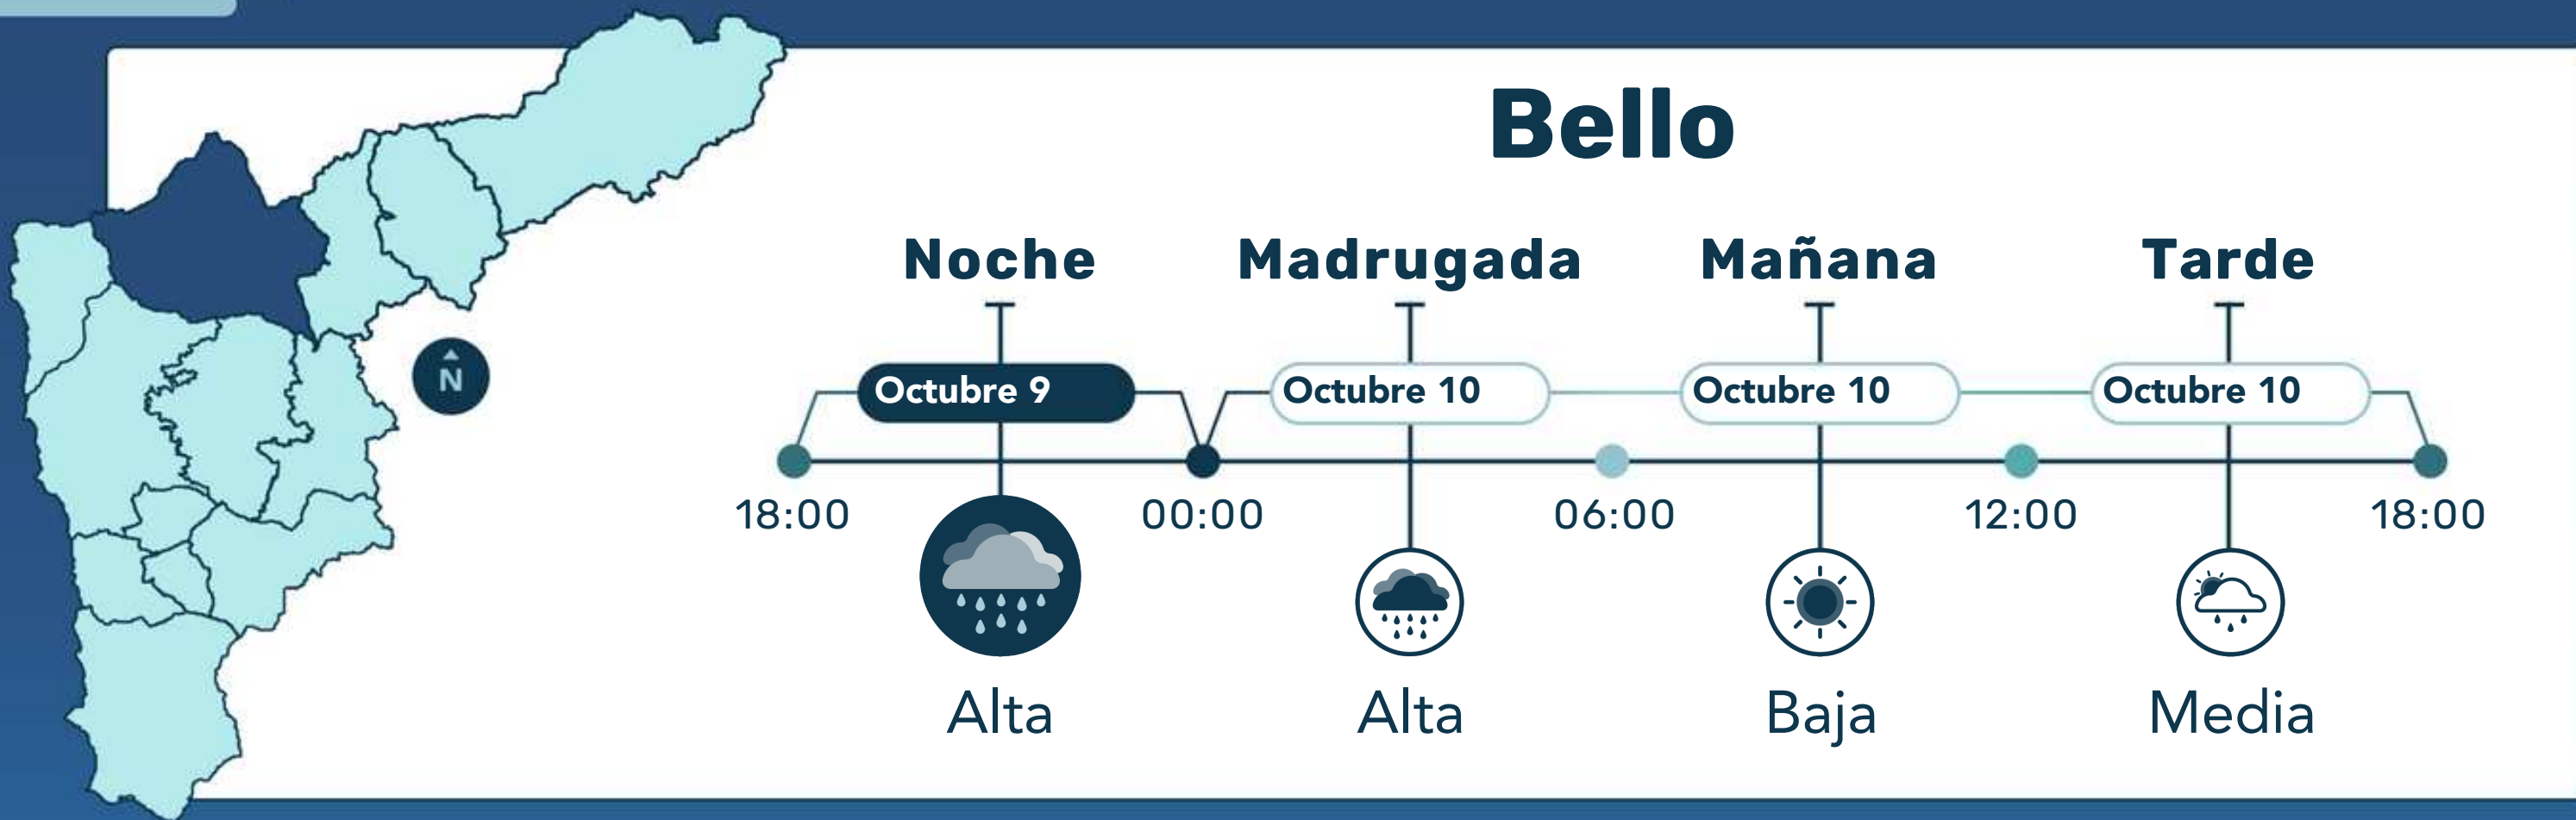 Bello
Noche Madrugada Mañana Tarde
Octubre 9 Octubre 10 Octubre 10 Octubre 10
N
18:00 00:00 06:00 12:00 18:00
Alta Alta Baja Media